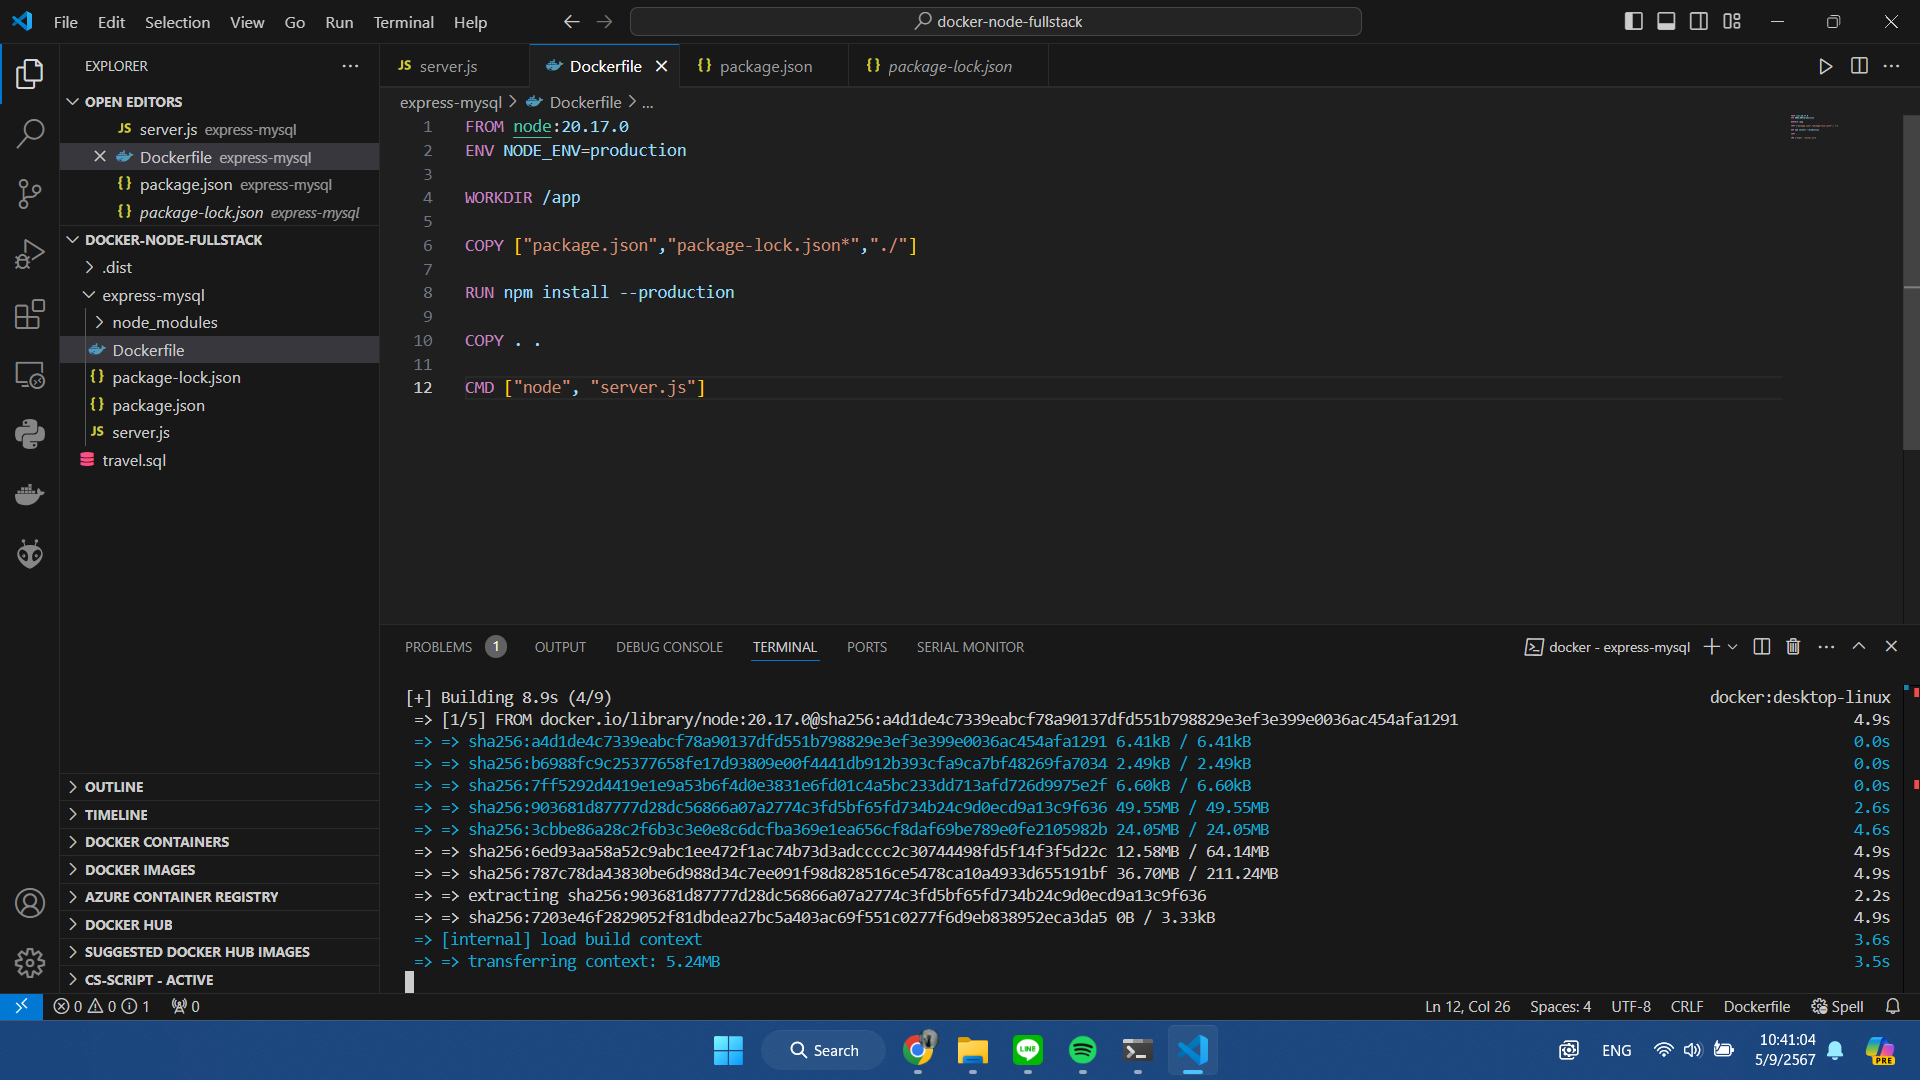 File Edit Selection View Go Run Terminal Help
docker-node-fullstack
EXPLORER
OPEN EDITORS
JS server.js express-mysql
Dockerfile express-mysql
{} package.json express-mysql
{} package-lock.json express-mysql
DOCKER-NODE-FULLSTACK
.dist
express-mysql
node_modules
Dockerfile
{} package-lock.json
{} package.json
JS server.js
travel.sql
OUTLINE
TIMELINE
DOCKER CONTAINERS
DOCKER IMAGES
AZURE CONTAINER REGISTRY
DOCKER HUB
SUGGESTED DOCKER HUB IMAGES
CS-SCRIPT - ACTIVE
JS server.js Dockerfile {} package.json {} package-lock.json
express-mysql > Dockerfile > ...
1 FROM node:20.17.0
2 ENV NODE_ENV=production
3
4 WORKDIR /app
5
6 COPY ["package.json","package-lock.json*","./"]
7
8 RUN npm install --production
9
10 COPY . .
11
12 CMD ["node", "server.js"]
PROBLEMS 1 OUTPUT DEBUG CONSOLE TERMINAL PORTS SERIAL MONITOR
docker - express-mysql
[+] Building 8.9s (4/9) docker:desktop-linux
=> [1/5] FROM docker.io/library/node:20.17.0@sha256:a4d1de4c7339eabcf78a90137dfd551b798829e3ef3e399e0036ac454afa1291 4.9s
=> => sha256:a4d1de4c7339eabcf78a90137dfd551b798829e3ef3e399e0036ac454afa1291 6.41kB / 6.41kB 0.0s
=> => sha256:b6988fc9c25377658fe17d93809e00f4441db912b393cfa9ca7bf48269fa7034 2.49kB / 2.49kB 0.0s
=> => sha256:7ff5292d4419e1e9a53b6f4d0e3831e6fd01c4a5bc233dd713afd726d9975e2f 6.60kB / 6.60kB 0.0s
=> => sha256:903681d87777d28dc56866a07a2774c3fd5bf65fd734b24c9d0ecd9a13c9f636 49.55MB / 49.55MB 2.6s
=> => sha256:3cbbe86a28c2f6b3c3e0e8c6dcfba369e1ea656cf8daf69be789e0fe2105982b 24.05MB / 24.05MB 4.6s
=> => sha256:6ed93aa58a52c9abc1ee472f1ac74b73d3adcccc2c30744498fd5f14f3f5d22c 12.58MB / 64.14MB 4.9s
=> => sha256:787c78da43830be6d988d34c7ee091f98d828516ce5478ca10a4933d655191bf 36.70MB / 211.24MB 4.9s
=> => extracting sha256:903681d87777d28dc56866a07a2774c3fd5bf65fd734b24c9d0ecd9a13c9f636 2.2s
=> => sha256:7203e46f2829052f81dbdea27bc5a403ac69f551c0277f6d9eb838952eca3da5 0B / 3.33kB 4.9s
=> [internal] load build context 3.6s
=> => transferring context: 5.24MB 3.5s
0 0 1 0
Ln 12, Col 26 Spaces: 4 UTF-8 CRLF Dockerfile Spell
Search
LINE
ENG
10:41:04
5/9/2567
PRE